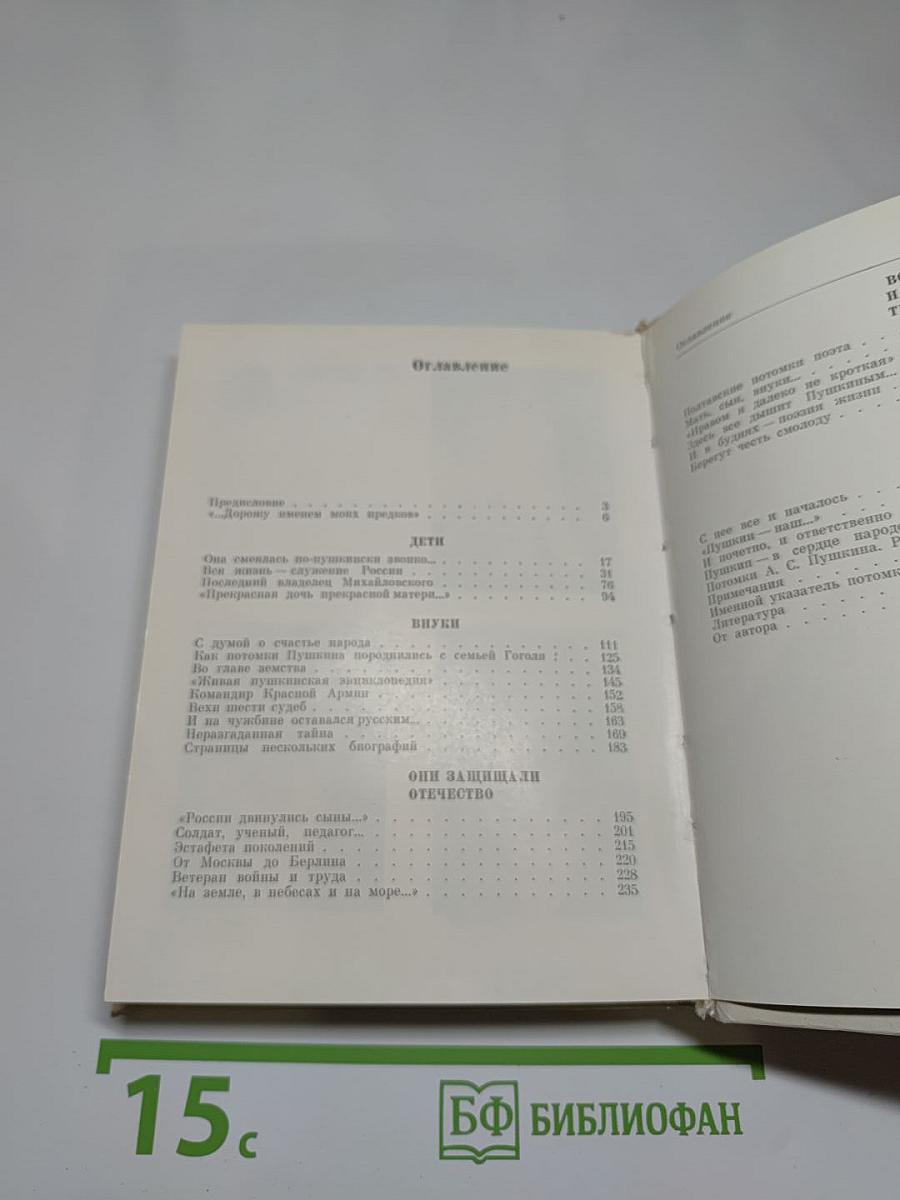 Оглавление
Предисловие . . . . . . . . . . . . . . . . . . 3
«...Дорожу именем моих предков» . . . . . . . . . . 6
ДЕТИ
Она смеялась по-пушкински звонко... . . . . . . . . . . 17
Вся жизнь — служение России . . . . . . . . . . . 31
Последний владелец Михайловского . . . . . . . . . . 76
«Прекрасная дочь прекрасной матери...» . . . . . . . . 94
ВНУКИ
С думой о счастье народа . . . . . . . . . . . . 111
Как потомки Пушкина породнились с семьей Гоголя : . . 125
Во главе земства . . . . . . . . . . . . . . . 134
«Живая пушкинская энциклопедия» . . . . . . . . . 145
Командир Красной Армии . . . . . . . . . . . . 152
Вехи шести судеб . . . . . . . . . . . . . . . 158
И на чужбине оставался русским... . . . . . . . . . 163
Неразгаданная тайна . . . . . . . . . . . . . . 169
Страницы нескольких биографий . . . . . . . . . . 183
ОНИ ЗАЩИЩАЛИ
ОТЕЧЕСТВО
«России двинулись сыны...» . . . . . . . . . . . . 195
Солдат, ученый, педагог... . . . . . . . . . . . . 201
Эстафета поколений . . . . . . . . . . . . . . 215
От Москвы до Берлина . . . . . . . . . . . . . 220
Ветеран войны и труда . . . . . . . . . . . . . 228
«На земле, в небесах и на море...» . . . . . . . . . 235
Оглавление
Полтавские потомки поэта . .
Мать, сын, внуки... . . . . .
«Нравом я далеко не кроткая»
Здесь все дышит Пушкиным...
И в буднях — поэзия жизни
Берегут честь смолоду . . . .
С нее все и началось . . .
«Пушкин — наш...» . . . .
И почетно, и ответственно
Пушкин — в сердце народа
Потомки А. С. Пушкина. Р
Примечания . . . . .
Именной указатель потомк
Литература . . . . .
От автора . . . . .
15 с
БФ БИБЛИОФАН